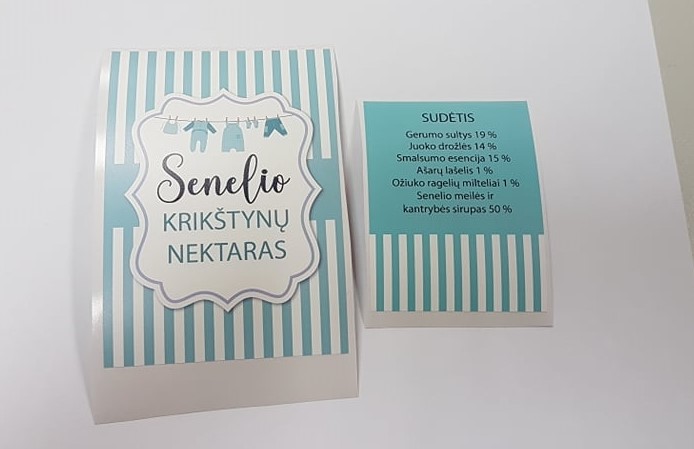 Senelio
KRIKŠTYNŲ
NEKTARAS
SUDĖTIS
Gerumo sultys 19 %
Juoko drožlės 14 %
Smalsumo esencija 15 %
Ašarų lašelis 1 %
Ožiuko ragelių milteliai 1 %
Senelio meilės ir
kantrybės sirupas 50 %